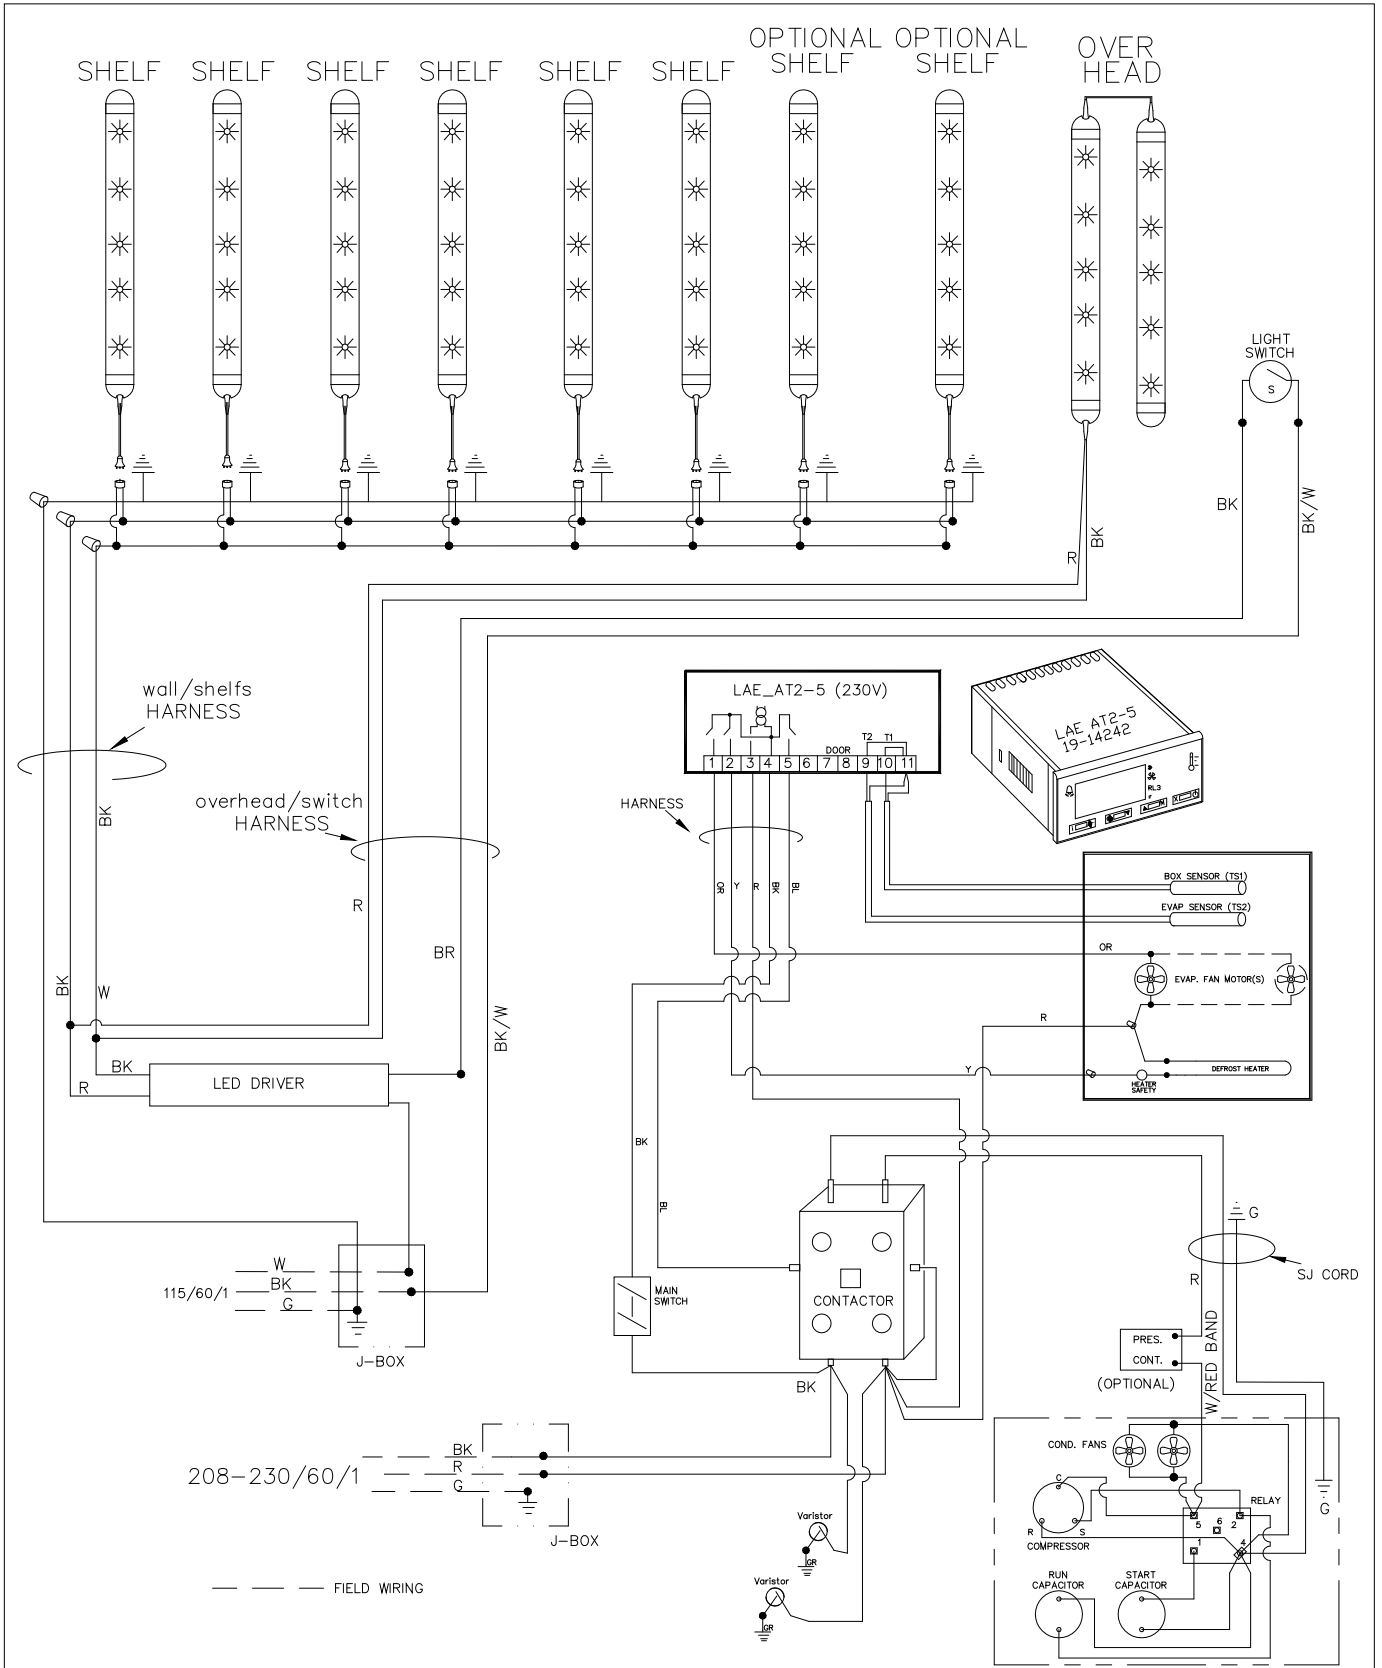 OPTIONAL OPTIONAL OVER
SHELF SHELF SHELF SHELF SHELF SHELF SHELF SHELF HEAD
LIGHT
SWITCH
S
BK
BK/W
BK
R
wall/shelfs
HARNESS
LAE_AT2-5 (230V)
T2 T1
DOOR
1 2 3 4 5 6 7 8 9 10 11
LAE AT2-5
19-14242
RL3
BK
overhead/switch
HARNESS
HARNESS
OR Y R BK BL
BOX SENSOR (TS1)
EVAP SENSOR (TS2)
R
OR
BR
EVAP. FAN MOTOR(S)
BK
W
BK/W
R
BK
LED DRIVER
R
Y
DEFROST HEATER
HEATER
SAFETY
BK
BL
G
SJ CORD
W
BK
G
115/60/1
J-BOX
MAIN
SWITCH
CONTACTOR
R
PRES.
CONT.
(OPTIONAL)
W/RED BAND
BK
BK
R
G
208-230/60/1
J-BOX
COND. FANS
G
C
R S
COMPRESSOR
RELAY
5 6 2
1 4
Varistor
GR
Varistor
GR
RUN
CAPACITOR
START
CAPACITOR
FIELD WIRING